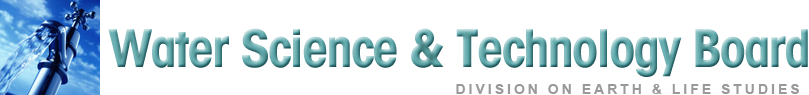 Water Science & Technology Board
DIVISION ON EARTH & LIFE STUDIES